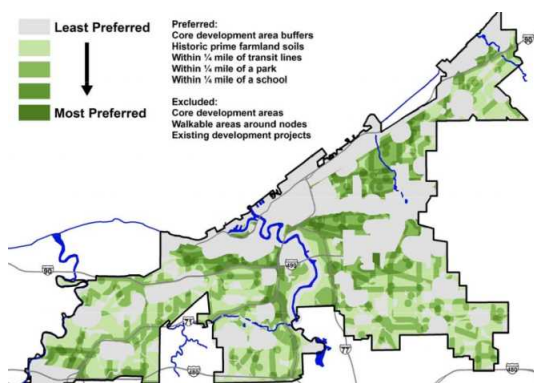 Least Preferred
Most Preferred
Preferred:
Core development area buffers
Historic prime farmland soils
Within ¼ mile of transit lines
Within ¼ mile of a park
Within ¼ mile of a school
Excluded:
Core development areas
Walkable areas around nodes
Existing development projects
90
90
71
77